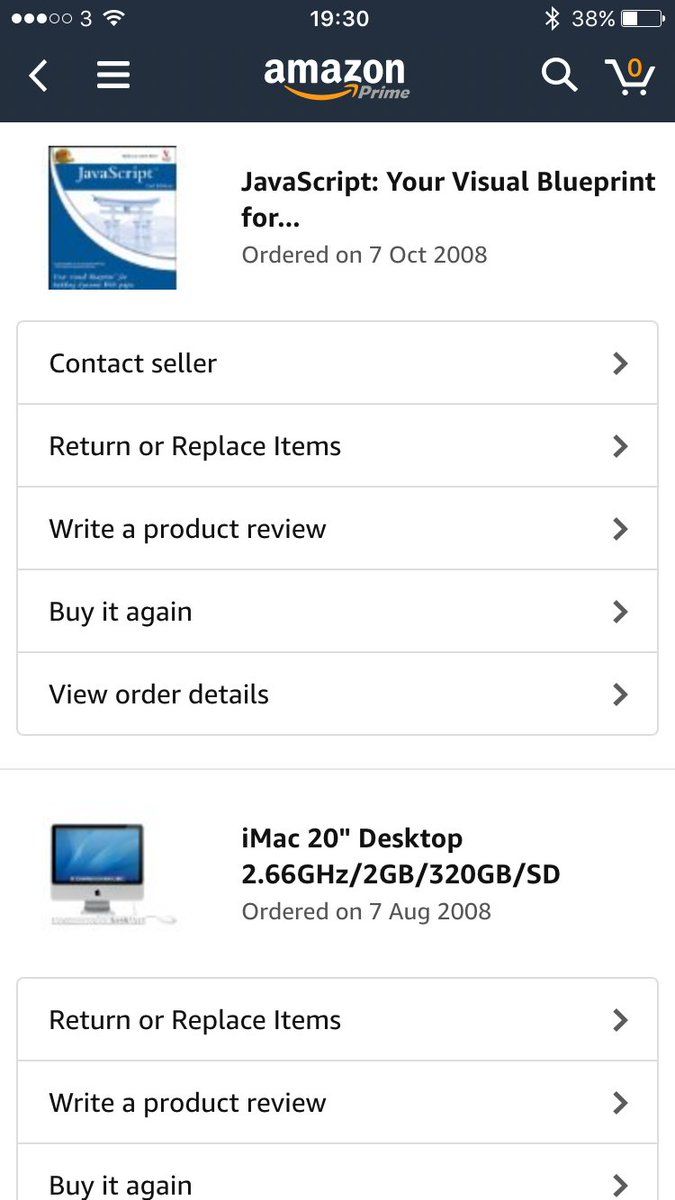 3 19:30 38%
amazon
Prime
0
JavaScript
JavaScript: Your Visual Blueprint
for...
Ordered on 7 Oct 2008
Contact seller
Return or Replace Items
Write a product review
Buy it again
View order details
iMac 20" Desktop
2.66GHz/2GB/320GB/SD
Ordered on 7 Aug 2008
Return or Replace Items
Write a product review
Buy it again